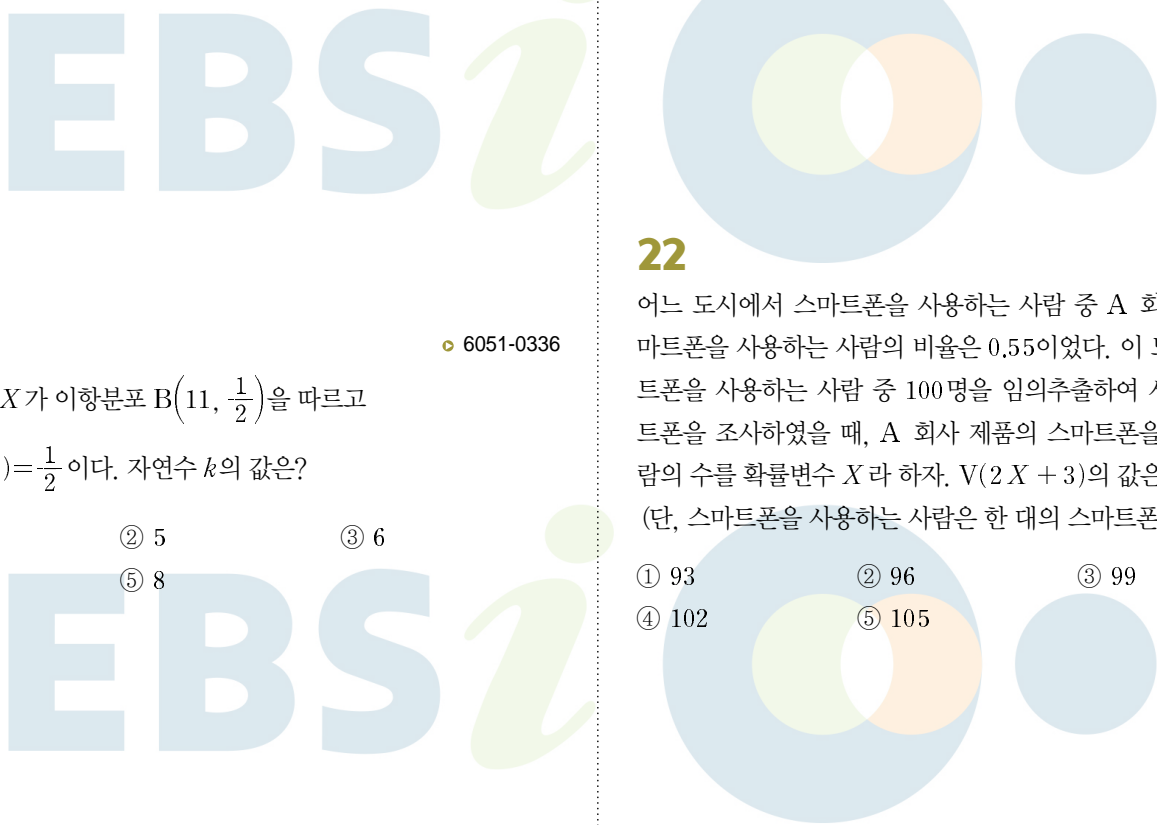 EBSi
6051-0336
X가 이항분포 B(11, 1/2)을 따르고
)=1/2 이다. 자연수 k의 값은?
② 5 ③ 6
⑤ 8
EBSi
22
어느 도시에서 스마트폰을 사용하는 사람 중 A 회
마트폰을 사용하는 사람의 비율은 0.55이었다. 이
트폰을 사용하는 사람 중 100명을 임의추출하여
트폰을 조사하였을 때, A 회사 제품의 스마트폰을
람의 수를 확률변수 X라 하자. V(2X+3)의 값은
(단, 스마트폰을 사용하는 사람은 한 대의 스마트폰
① 93 ② 96 ③ 99
④ 102 ⑤ 105